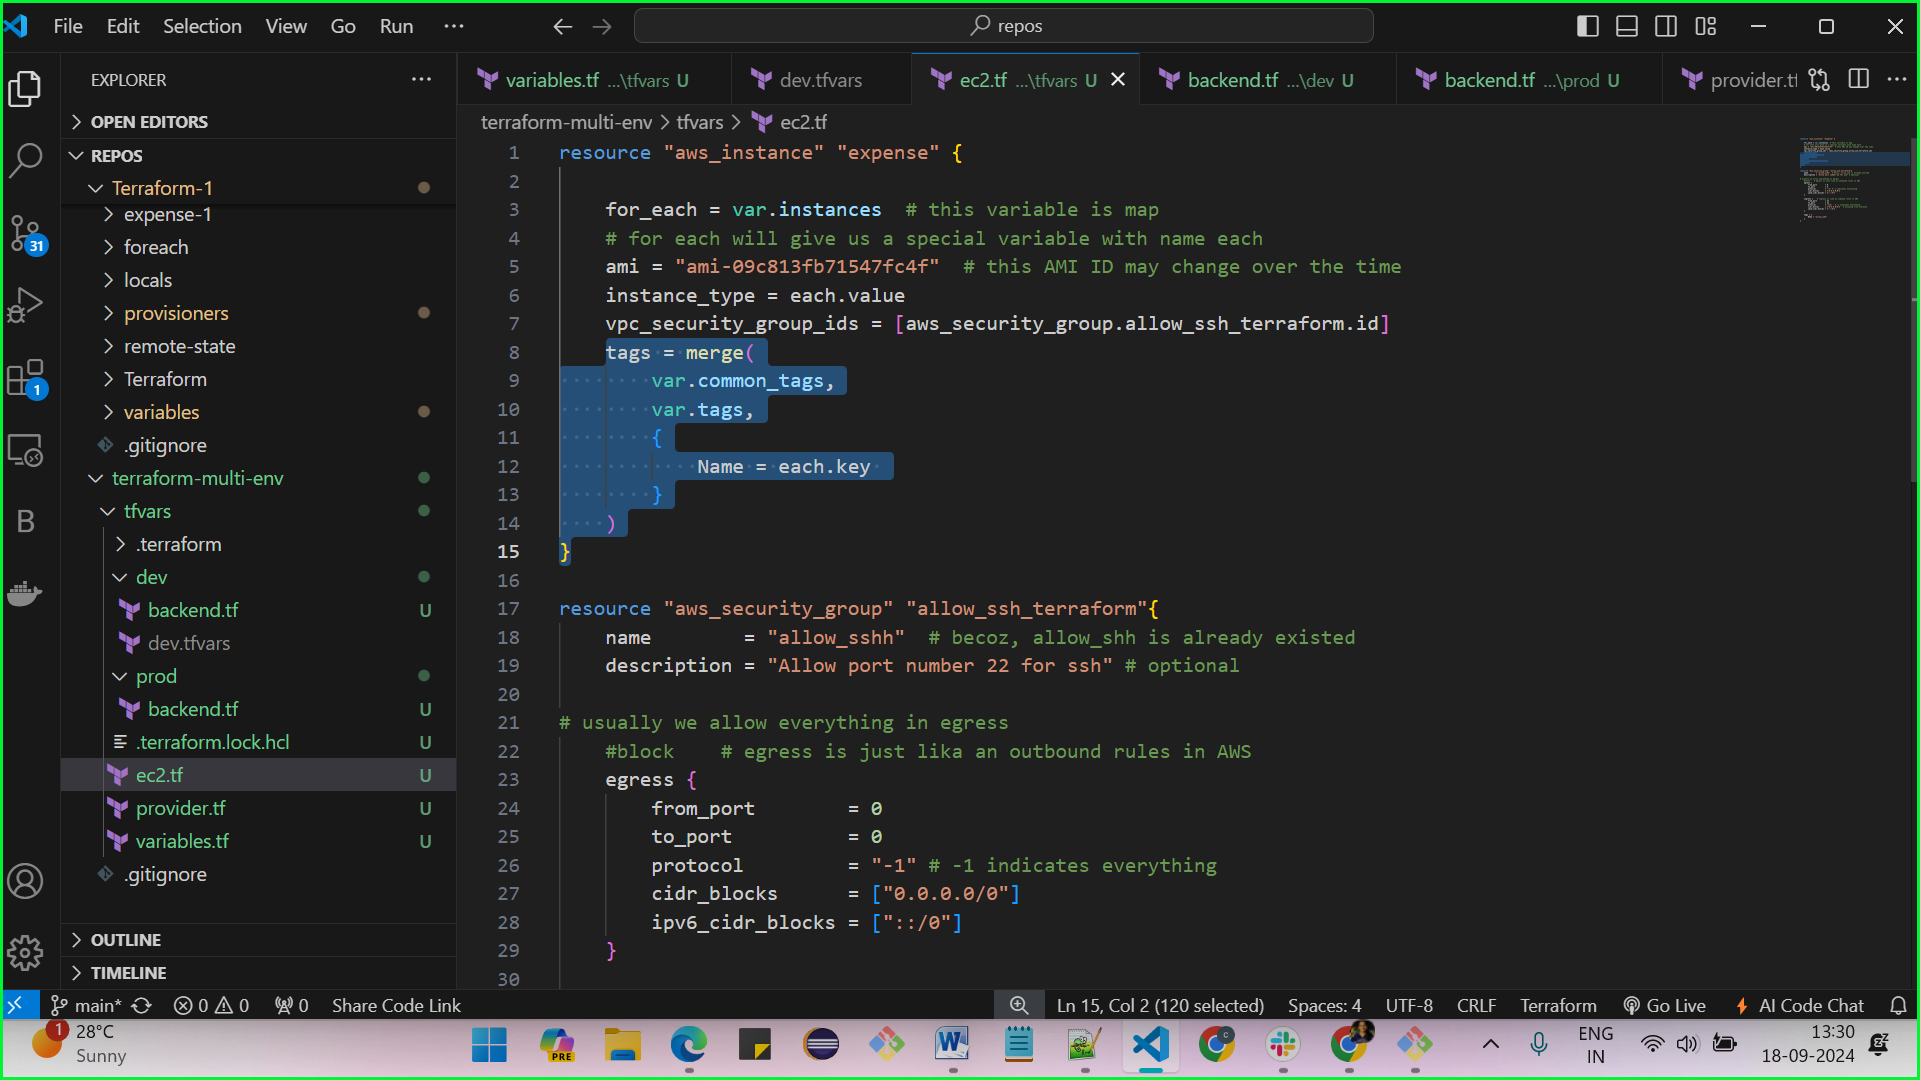 File Edit Selection View Go Run ··· repos
EXPLORER ···
OPEN EDITORS
REPOS
Terraform-1
expense-1
foreach
locals
provisioners
remote-state
Terraform
variables
.gitignore
terraform-multi-env
tfvars
.terraform
dev
backend.tf U
dev.tfvars
prod
backend.tf U
.terraform.lock.hcl U
ec2.tf U
provider.tf U
variables.tf U
.gitignore
OUTLINE
TIMELINE
31
1
B
variables.tf ...\tfvars U dev.tfvars ec2.tf ...\tfvars U backend.tf ...\dev U backend.tf ...\prod U provider.tf ···
terraform-multi-env > tfvars > ec2.tf
1 resource "aws_instance" "expense" {
2
3 for_each = var.instances # this variable is map
4 # for each will give us a special variable with name each
5 ami = "ami-09c813fb71547fc4f" # this AMI ID may change over the time
6 instance_type = each.value
7 vpc_security_group_ids = [aws_security_group.allow_ssh_terraform.id]
8 tags = merge(
9 var.common_tags,
10 var.tags,
11 {
12 Name = each.key
13 }
14 )
15 }
16
17 resource "aws_security_group" "allow_ssh_terraform"{
18 name = "allow_sshh" # becoz, allow_shh is already existed
19 description = "Allow port number 22 for ssh" # optional
20
21 # usually we allow everything in egress
22 #block # egress is just lika an outbound rules in AWS
23 egress {
24 from_port = 0
25 to_port = 0
26 protocol = "-1" # -1 indicates everything
27 cidr_blocks = ["0.0.0.0/0"]
28 ipv6_cidr_blocks = ["::/0"]
29 }
30
main* 0 0 0 Share Code Link Ln 15, Col 2 (120 selected) Spaces: 4 UTF-8 CRLF Terraform Go Live AI Code Chat
1 28°C
Sunny
PRE
ENG
IN
13:30
18-09-2024